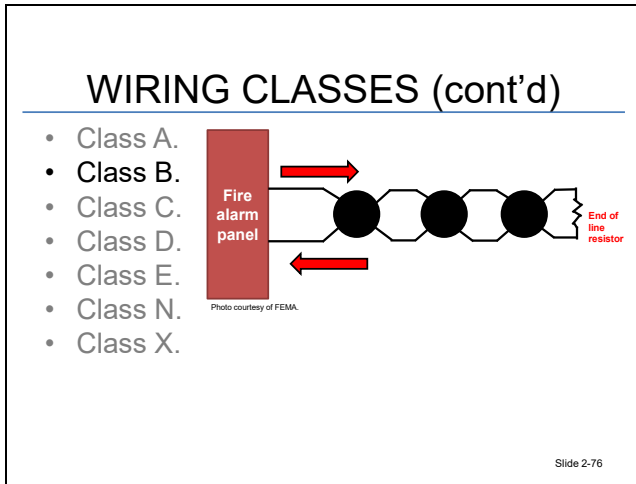 WIRING CLASSES (cont’d)
• Class A.
• Class B.
• Class C.
• Class D.
• Class E.
• Class N.
• Class X.
Fire
alarm
panel
End of
line
resistor
Photo courtesy of FEMA.
Slide 2-76